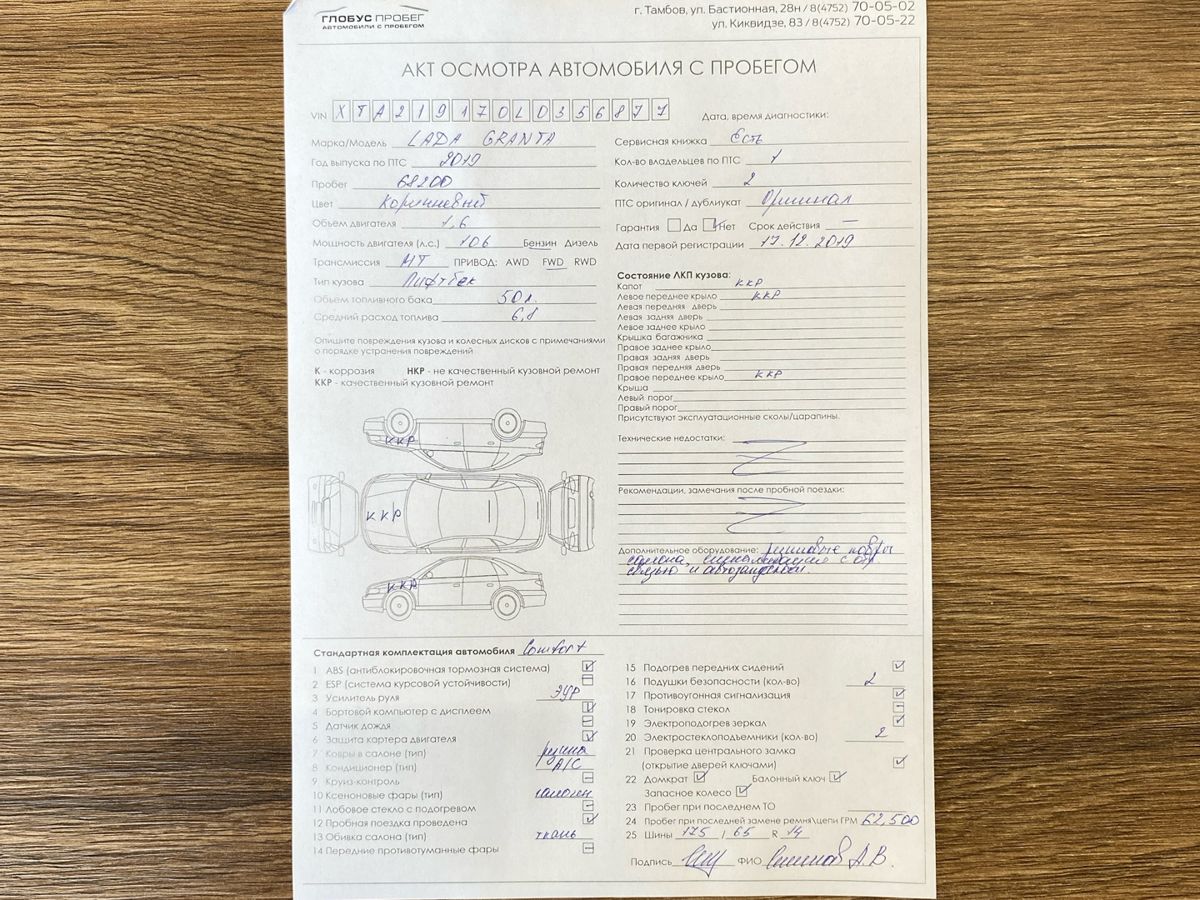 ГЛОБУС ПРОБЕГ
АВТОМОБИЛИ С ПРОБЕГОМ
г. Тамбов, ул. Бастионная, 28н / 8(4752) 70-05-02
ул. Киквидзе, 83 / 8(4752) 70-05-22
АКТ ОСМОТРА АВТОМОБИЛЯ С ПРОБЕГОМ
VIN XTA219170L0356877
Дата, время диагностики:
Марка/Модель LADA GRANTA
Год выпуска по ПТС 2019
Пробег 68200
Цвет Коричневый
Объем двигателя 1,6
Мощность двигателя (л.с.) 106 Бензин Дизель
Трансмиссия МТ ПРИВОД: AWD FWD RWD
Тип кузова Лифтбек
Объем топливного бака 50 л.
Средний расход топлива 6,8
Сервисная книжка Есть
Кол-во владельцев по ПТС 1
Количество ключей 2
ПТС оригинал / дубликат Оригинал
Гарантия Да Нет Срок действия —
Дата первой регистрации 17.12.2019
Опишите повреждения кузова и колесных дисков с примечаниями
о порядке устранения повреждений
К - коррозия НКР - не качественный кузовной ремонт
ККР - качественный кузовной ремонт
ККР
ККР
ККР
Состояние ЛКП кузова:
Капот ККР
Левое переднее крыло ККР
Левая передняя дверь
Левая задняя дверь
Левое заднее крыло
Крышка багажника
Правое заднее крыло
Правая задняя дверь
Правая передняя дверь
Правое переднее крыло ККР
Крыша
Левый порог
Правый порог
Присутствуют эксплуатационные сколы/царапины.
Технические недостатки:
Рекомендации, замечания после пробной поездки:
Дополнительное оборудование: резиновые ковры
салона, сигнализация с обр.
связью и автозапуском.
Стандартная комплектация автомобиля Comfort
1 ABS (антиблокировочная тормозная система)
2 ESP (система курсовой устойчивости)
3 Усилитель руля ЭУР
4 Бортовой компьютер с дисплеем
5 Датчик дождя
6 Защита картера двигателя
7 Ковры в салоне (тип) резина
8 Кондиционер (тип) A/C
9 Круиз-контроль
10 Ксеноновые фары (тип) галоген
11 Лобовое стекло с подогревом
12 Пробная поездка проведена
13 Обивка салона (тип) ткань
14 Передние противотуманные фары
15 Подогрев передних сидений
16 Подушки безопасности (кол-во) 2
17 Противоугонная сигнализация
18 Тонировка стекол
19 Электроподогрев зеркал
20 Электростеклоподъемники (кол-во) 2
21 Проверка центрального замка
(открытие дверей ключами)
22 Домкрат Балонный ключ
Запасное колесо
23 Пробег при последнем ТО
24 Пробег при последней замене ремня\цепи ГРМ 62,500
25 Шины 175 / 65 R 14
Подпись ФИО А.В.